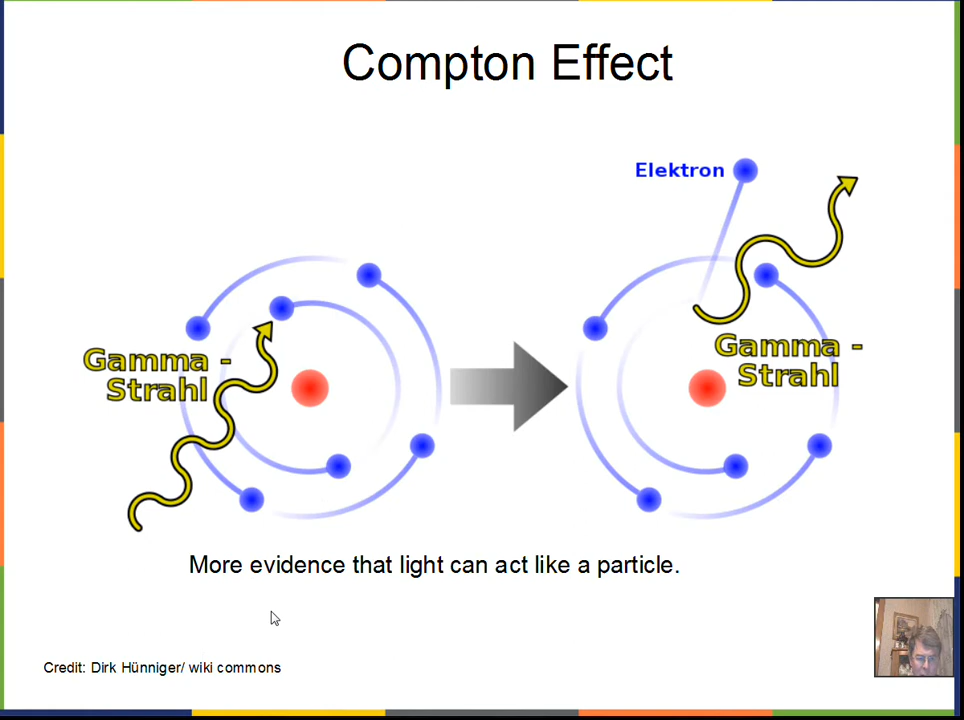 Compton Effect
Elektron
Gamma -
Strahl
Gamma -
Strahl
More evidence that light can act like a particle.
Credit: Dirk Hünniger/ wiki commons